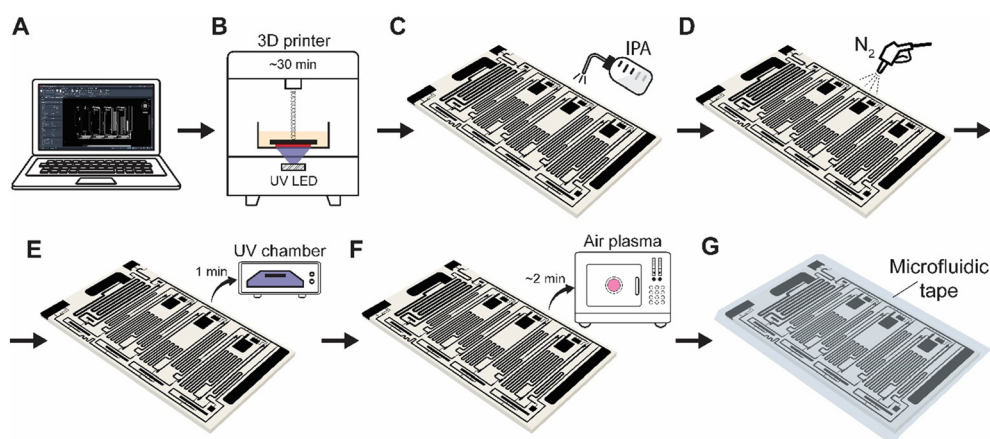 A
B
3D printer
~30 min
UV LED
C
IPA
D
N2
E
UV chamber
1 min
F
Air plasma
~2 min
G
Microfluidic
tape